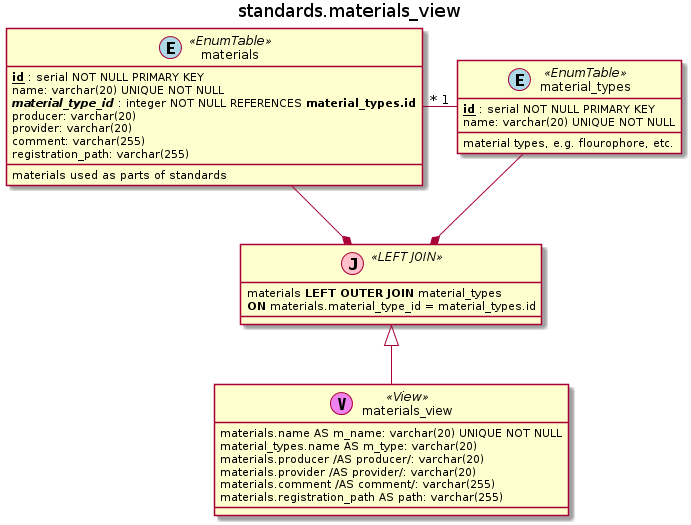 standards.materials_view
E «EnumTable»
materials
id : serial NOT NULL PRIMARY KEY
name: varchar(20) UNIQUE NOT NULL
material_type_id : integer NOT NULL REFERENCES material_types.id
producer: varchar(20)
provider: varchar(20)
comment: varchar(255)
registration_path: varchar(255)
materials used as parts of standards
* 1
E «EnumTable»
material_types
id : serial NOT NULL PRIMARY KEY
name: varchar(20) UNIQUE NOT NULL
material types, e.g. flourophore, etc.
J «LEFT JOIN»
materials LEFT OUTER JOIN material_types
ON materials.material_type_id = material_types.id
V «View»
materials_view
materials.name AS m_name: varchar(20) UNIQUE NOT NULL
material_types.name AS m_type: varchar(20)
materials.producer /AS producer/: varchar(20)
materials.provider /AS provider/: varchar(20)
materials.comment /AS comment/: varchar(255)
materials.registration_path AS path: varchar(255)